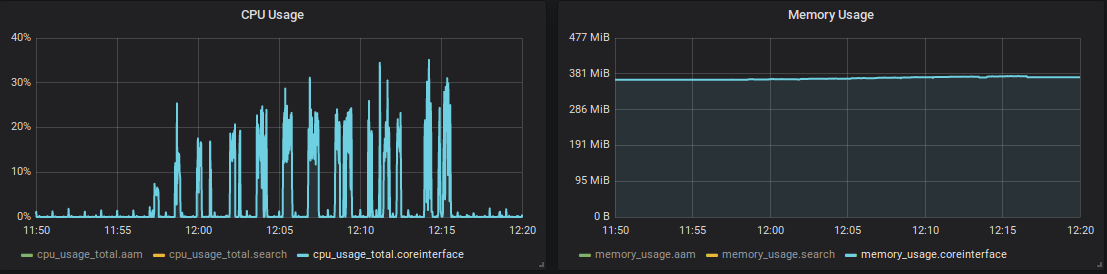 CPU Usage
40%
30%
20%
10%
0%
11:50 11:55 12:00 12:05 12:10 12:15 12:20
cpu_usage_total.aam cpu_usage_total.search cpu_usage_total.coreinterface
Memory Usage
477 MiB
381 MiB
286 MiB
191 MiB
95 MiB
0 B
11:50 11:55 12:00 12:05 12:10 12:15 12:20
memory_usage.aam memory_usage.search memory_usage.coreinterface